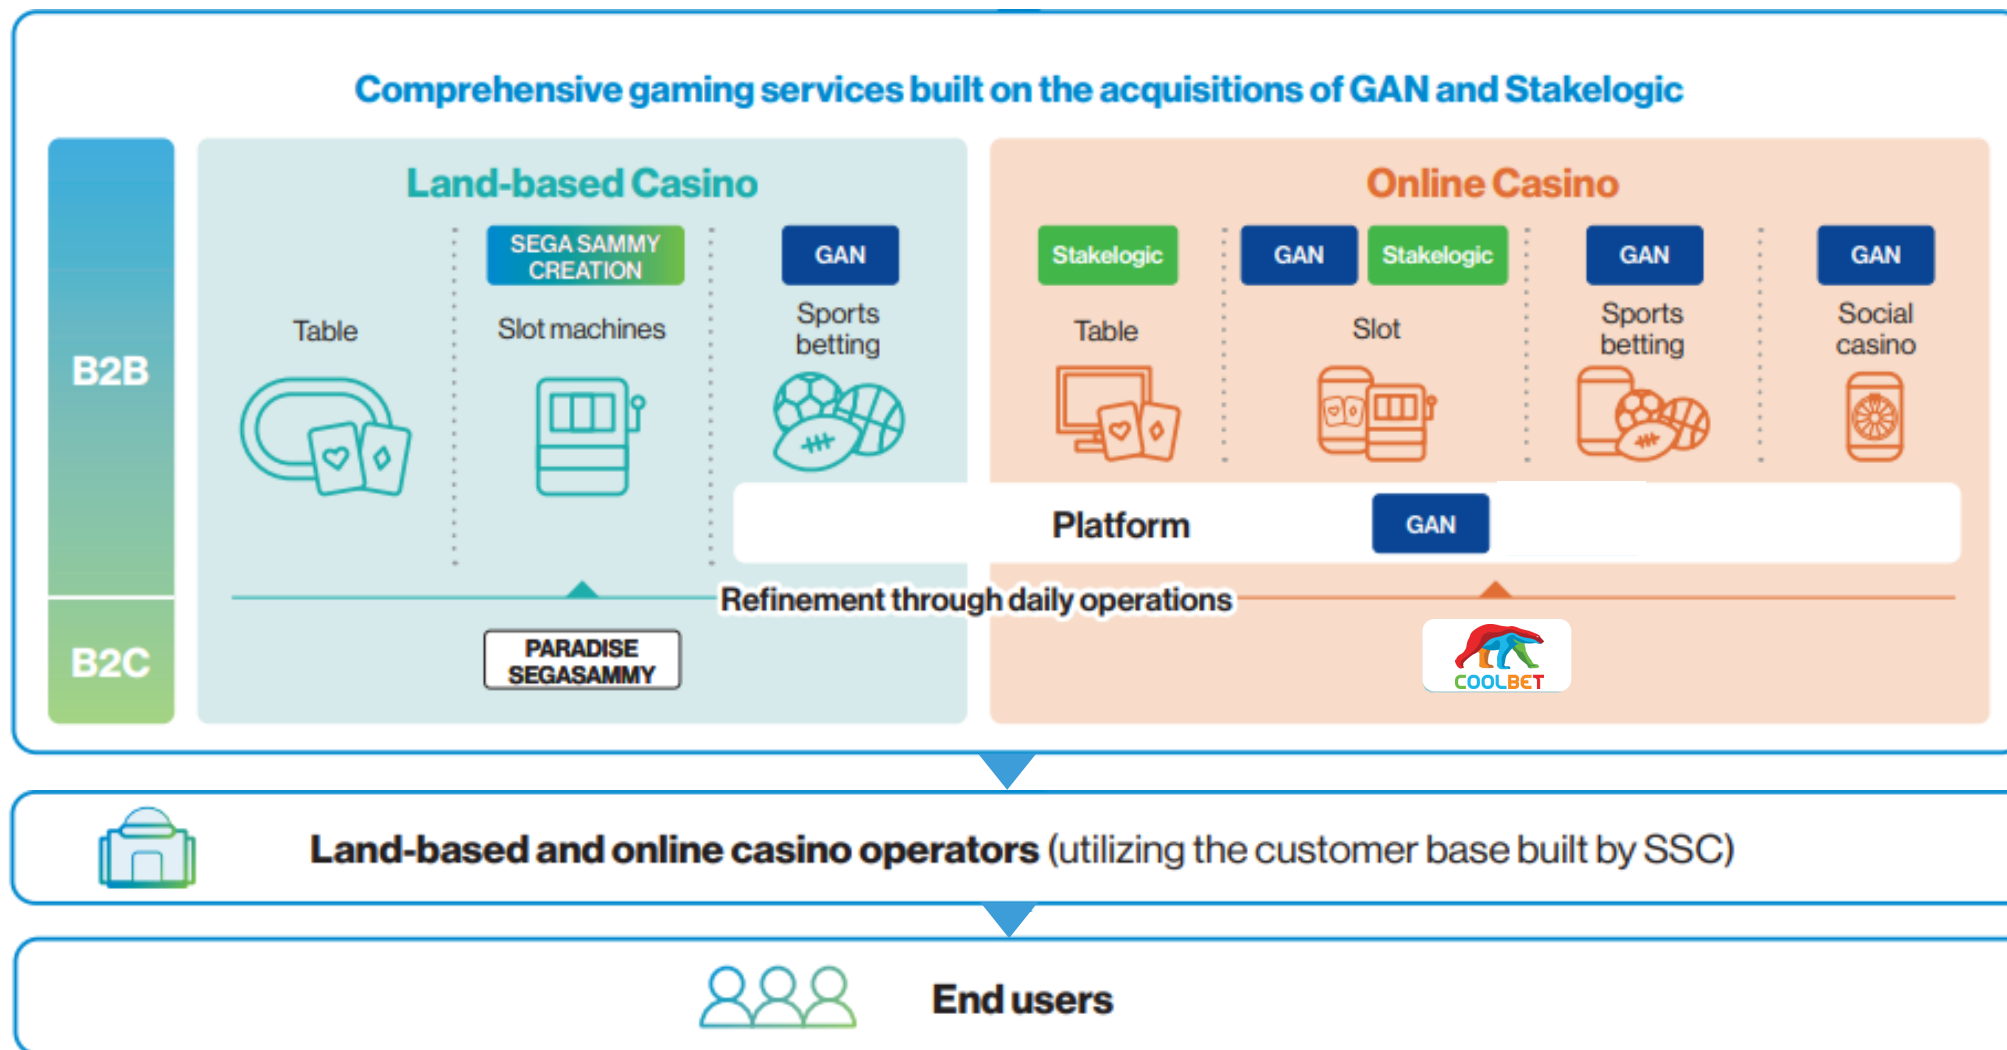 Comprehensive gaming services built on the acquisitions of GAN and Stakelogic
B2B
Land-based Casino
Online Casino
SEGA SAMMY
CREATION
GAN
Stakelogic
GAN
Stakelogic
GAN
GAN
Table
Slot machines
Sports
betting
Table
Slot
Sports
betting
Social
casino
Platform
GAN
Refinement through daily operations
B2C
PARADISE
SEGASAMMY
COOLBET
Land-based and online casino operators (utilizing the customer base built by SSC)
End users